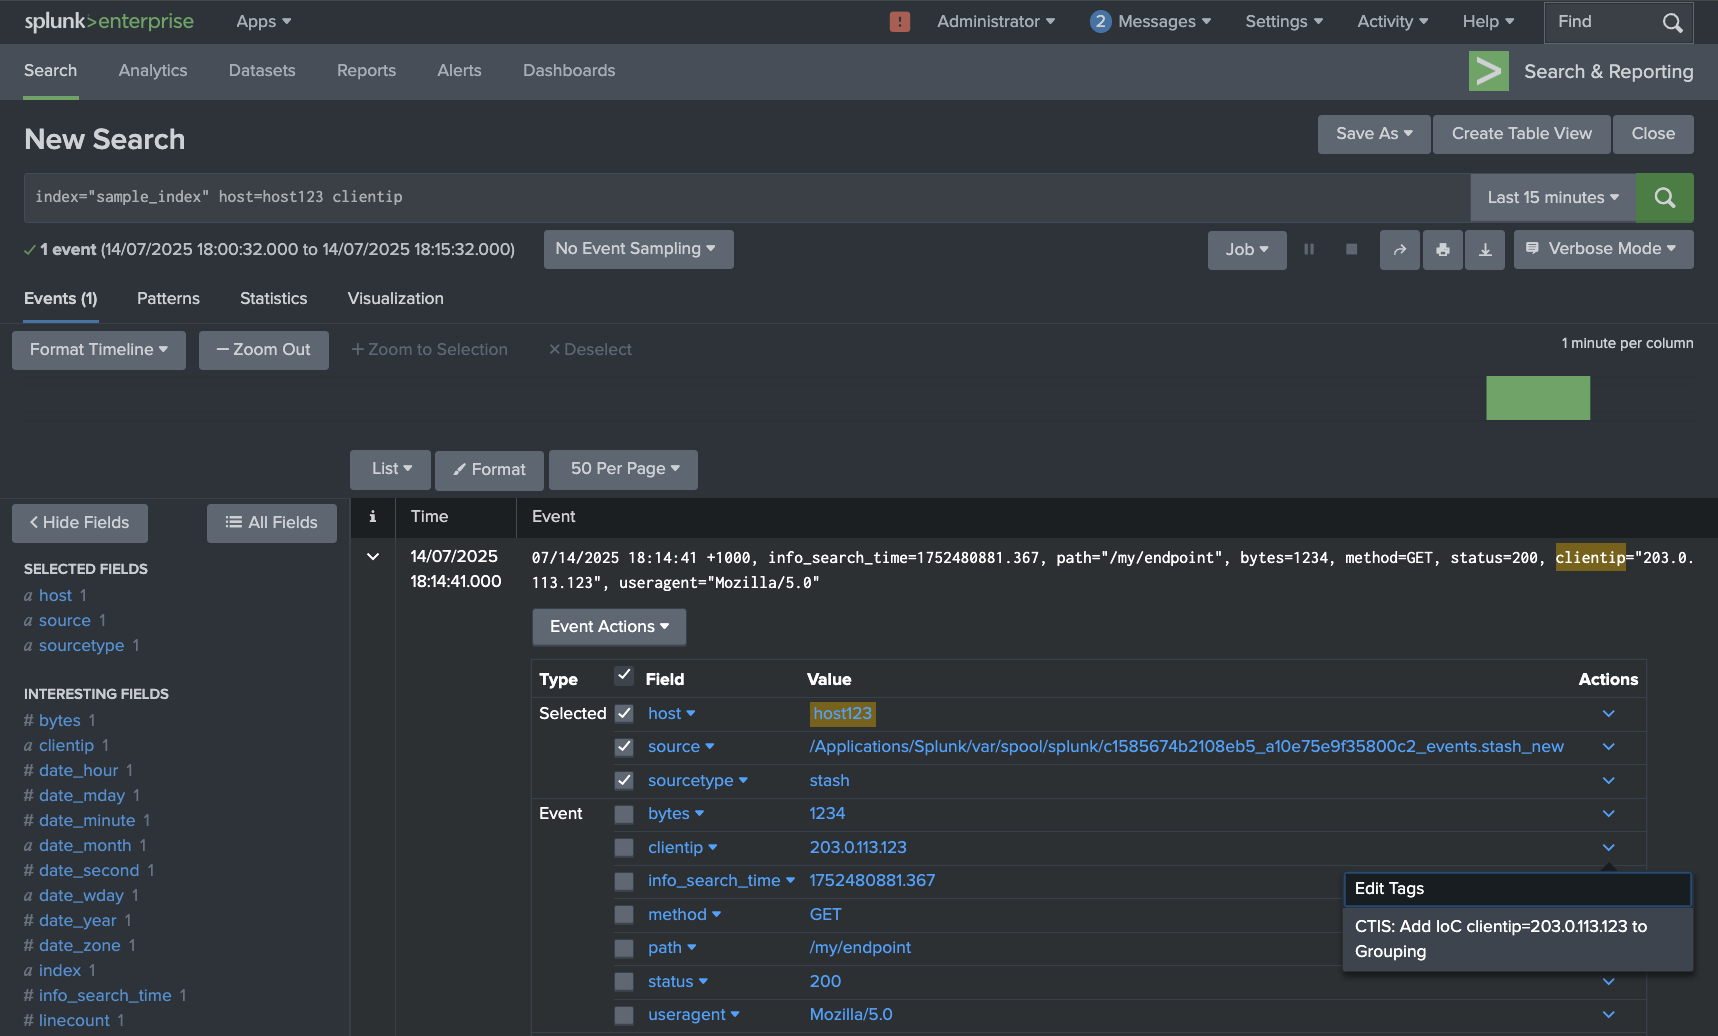 splunk>enterprise Apps ! Administrator 2 Messages Settings Activity Help Find
Search Analytics Datasets Reports Alerts Dashboards > Search & Reporting
New Search Save As Create Table View Close
index="sample_index" host=host123 clientip Last 15 minutes
1 event (14/07/2025 18:00:32.000 to 14/07/2025 18:15:32.000) No Event Sampling Job Verbose Mode
Events (1) Patterns Statistics Visualization
Format Timeline — Zoom Out + Zoom to Selection × Deselect 1 minute per column
List Format 50 Per Page
< Hide Fields All Fields
SELECTED FIELDS
a host 1
a source 1
a sourcetype 1
INTERESTING FIELDS
# bytes 1
a clientip 1
# date_hour 1
# date_mday 1
# date_minute 1
a date_month 1
# date_second 1
a date_wday 1
# date_year 1
# date_zone 1
a index 1
# info_search_time 1
# linecount 1
i Time Event
14/07/2025
18:14:41.000
07/14/2025 18:14:41 +1000, info_search_time=1752480881.367, path="/my/endpoint", bytes=1234, method=GET, status=200, clientip="203.0.
113.123", useragent="Mozilla/5.0"
Event Actions
Type Field Value Actions
Selected host host123
source /Applications/Splunk/var/spool/splunk/c1585674b2108eb5_a10e75e9f35800c2_events.stash_new
sourcetype stash
Event bytes 1234
clientip 203.0.113.123
info_search_time 1752480881.367
method GET
path /my/endpoint
status 200
useragent Mozilla/5.0
Edit Tags
CTIS: Add IoC clientip=203.0.113.123 to
Grouping